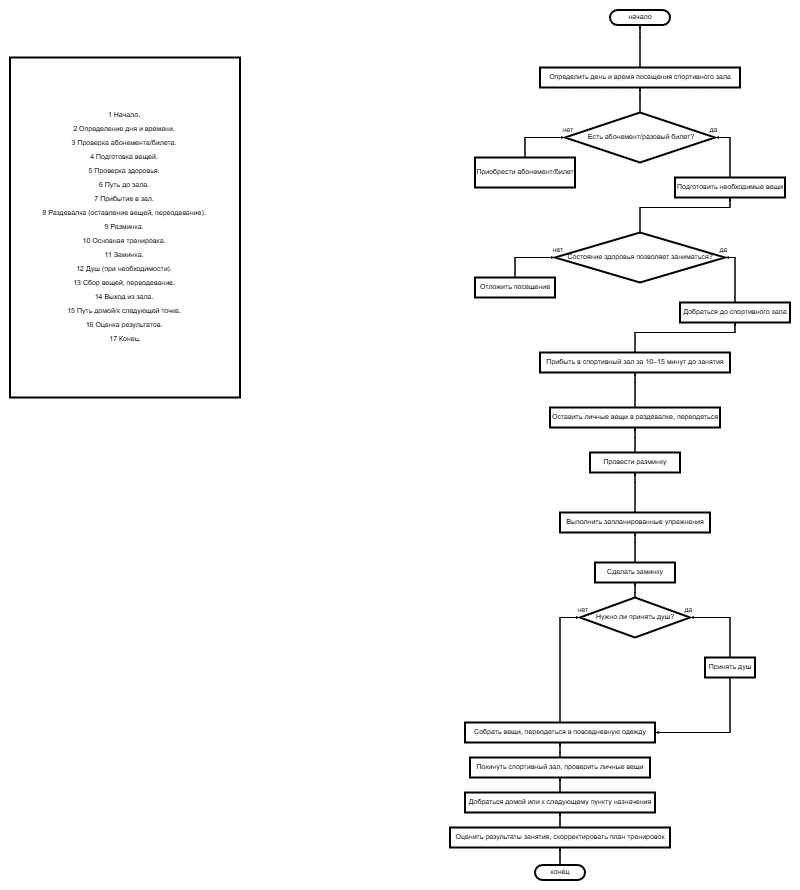 1 Начало.
2 Определение дня и времени.
3 Проверка абонемента/билета.
4 Подготовка вещей.
5 Проверка здоровья.
6 Путь до зала.
7 Прибытие в зал.
8 Раздевалка (оставление вещей, переодевание).
9 Разминка.
10 Основная тренировка.
11 Заминка.
12 Душ (при необходимости).
13 Сбор вещей, переодевание.
14 Выход из зала.
15 Путь домой/к следующей точке.
16 Оценка результатов.
17 Конец.
начало
Определить день и время посещения спортивного зала
нет
Есть абонемент/разовый билет?
да
Приобрести абонемент/билет
Подготовить необходимые вещи
нет
Состояние здоровья позволяет заниматься?
да
Отложить посещение
Добраться до спортивного зала
Прибыть в спортивный зал за 10–15 минут до занятия
Оставить личные вещи в раздевалке, переодеться
Провести разминку
Выполнить запланированные упражнения
Сделать заминку
нет
Нужно ли принять душ?
да
Принять душ
Собрать вещи, переодеться в повседневную одежду
Покинуть спортивный зал, проверить личные вещи
Добраться домой или к следующему пункту назначения
Оценить результаты занятия, скорректировать план тренировок
конец